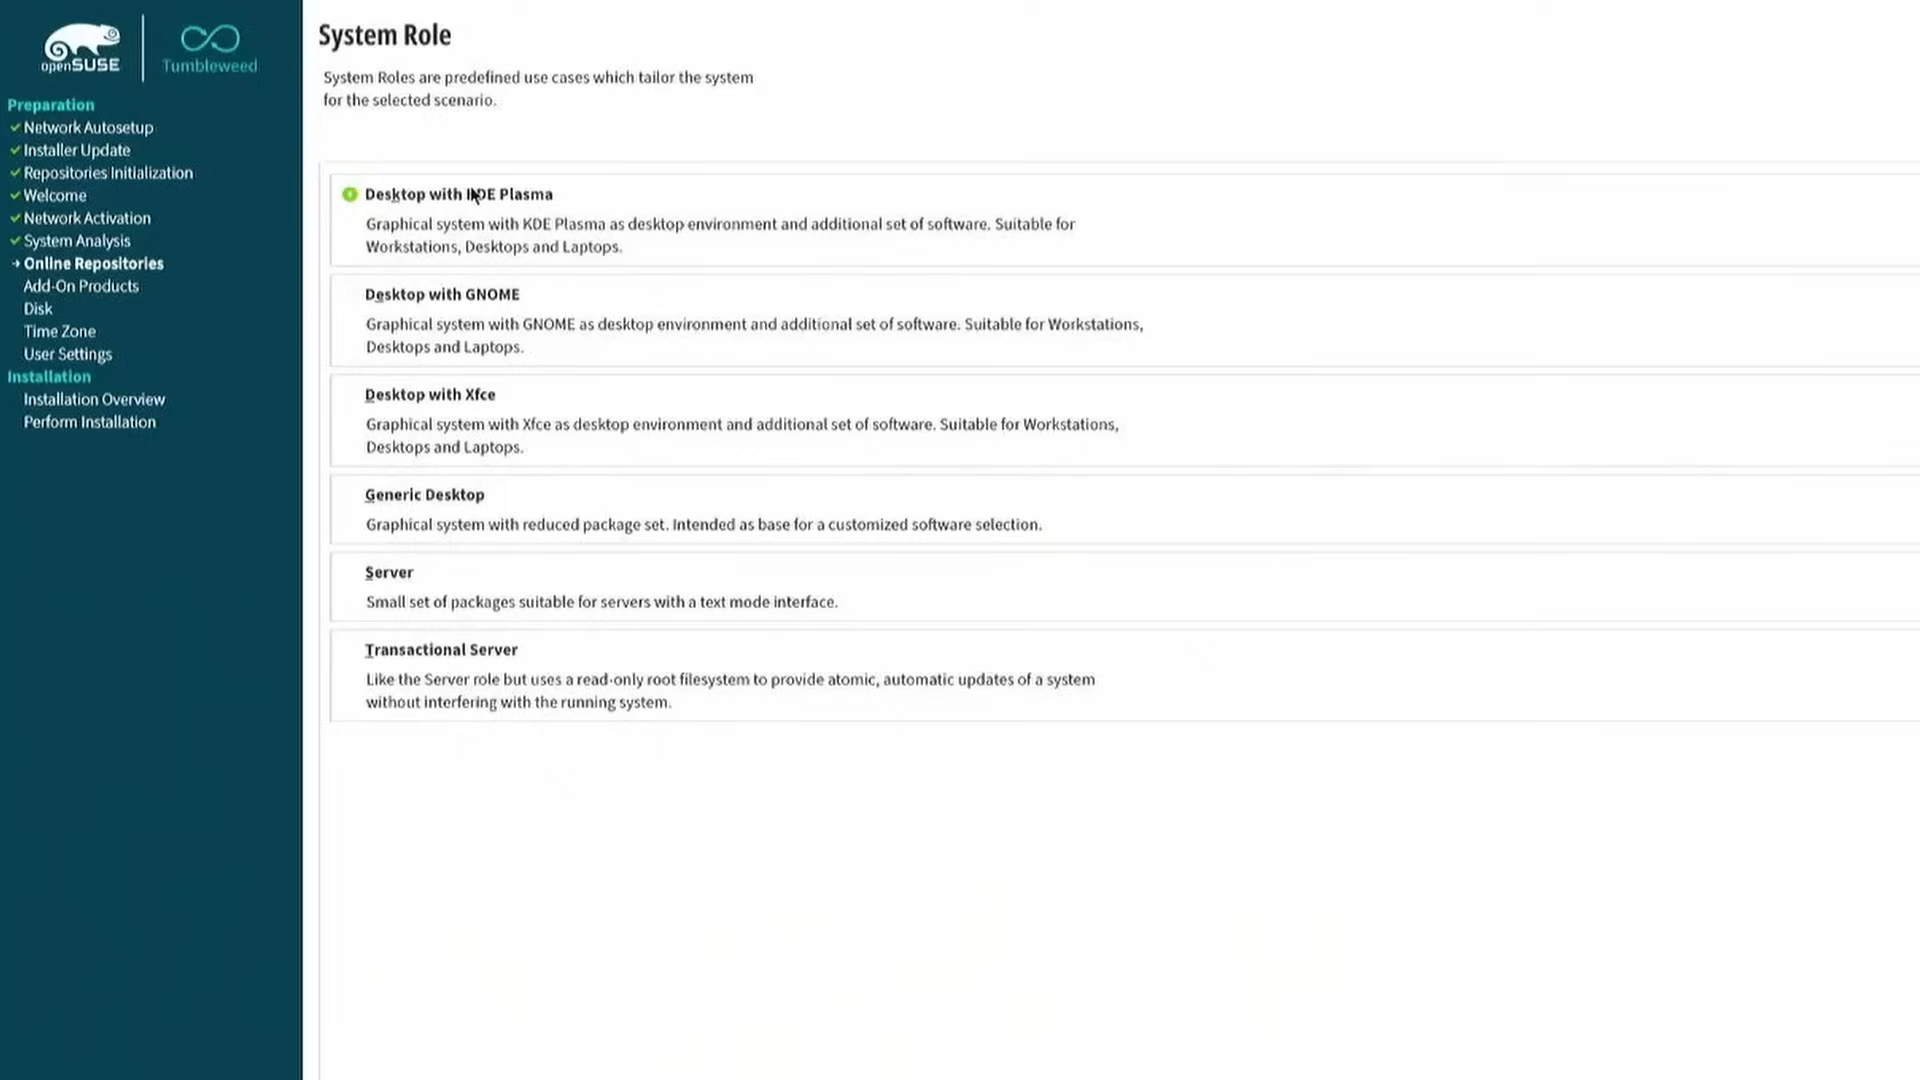 openSUSE
Tumbleweed
Preparation
Network Autosetup
Installer Update
Repositories Initialization
Welcome
Network Activation
System Analysis
Online Repositories
Add-On Products
Disk
Time Zone
User Settings
Installation
Installation Overview
Perform Installation
System Role
System Roles are predefined use cases which tailor the system
for the selected scenario.
Desktop with KDE Plasma
Graphical system with KDE Plasma as desktop environment and additional set of software. Suitable for
Workstations, Desktops and Laptops.
Desktop with GNOME
Graphical system with GNOME as desktop environment and additional set of software. Suitable for Workstations,
Desktops and Laptops.
Desktop with Xfce
Graphical system with Xfce as desktop environment and additional set of software. Suitable for Workstations,
Desktops and Laptops.
Generic Desktop
Graphical system with reduced package set. Intended as base for a customized software selection.
Server
Small set of packages suitable for servers with a text mode interface.
Transactional Server
Like the Server role but uses a read-only root filesystem to provide atomic, automatic updates of a system
without interfering with the running system.